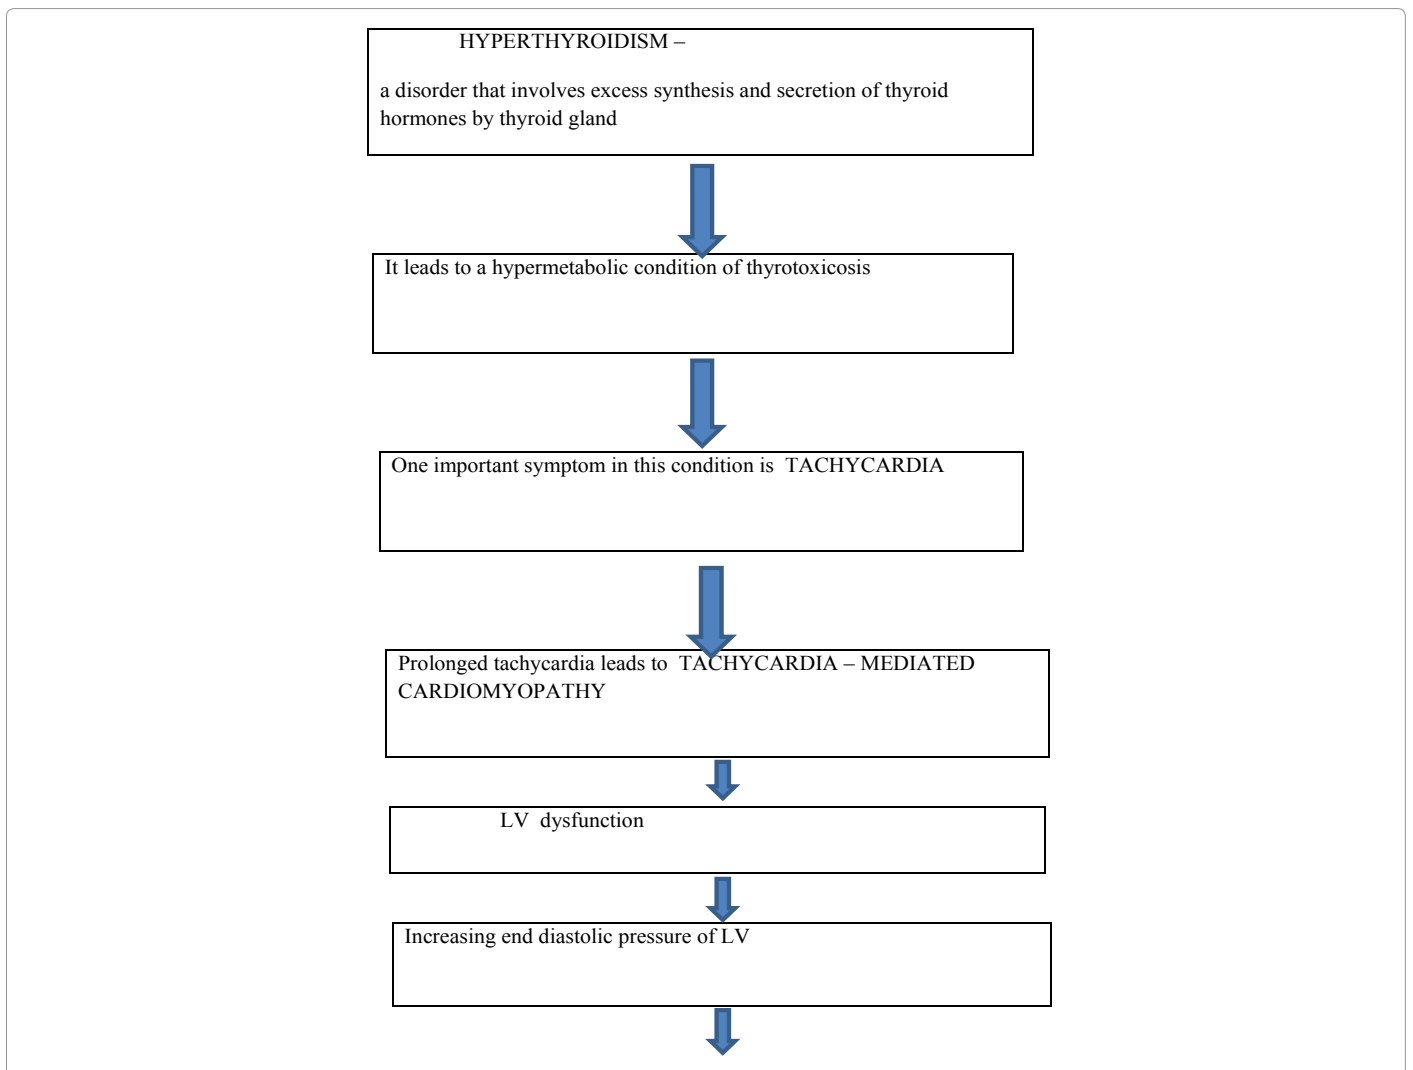 HYPERTHYROIDISM –
a disorder that involves excess synthesis and secretion of thyroid
hormones by thyroid gland
It leads to a hypermetabolic condition of thyrotoxicosis
One important symptom in this condition is  TACHYCARDIA
Prolonged tachycardia leads to  TACHYCARDIA – MEDIATED
CARDIOMYOPATHY
LV  dysfunction
Increasing end diastolic pressure of LV